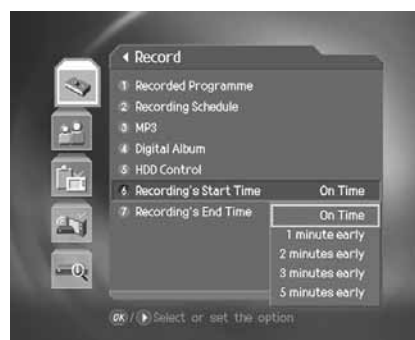 Record
1 Recorded Programme
2 Recording Schedule
3 MP3
4 Digital Album
5 HDD Control
6 Recording's Start Time On Time
7 Recording's End Time On Time
1 minute early
2 minutes early
3 minutes early
5 minutes early
OK / Select or set the option